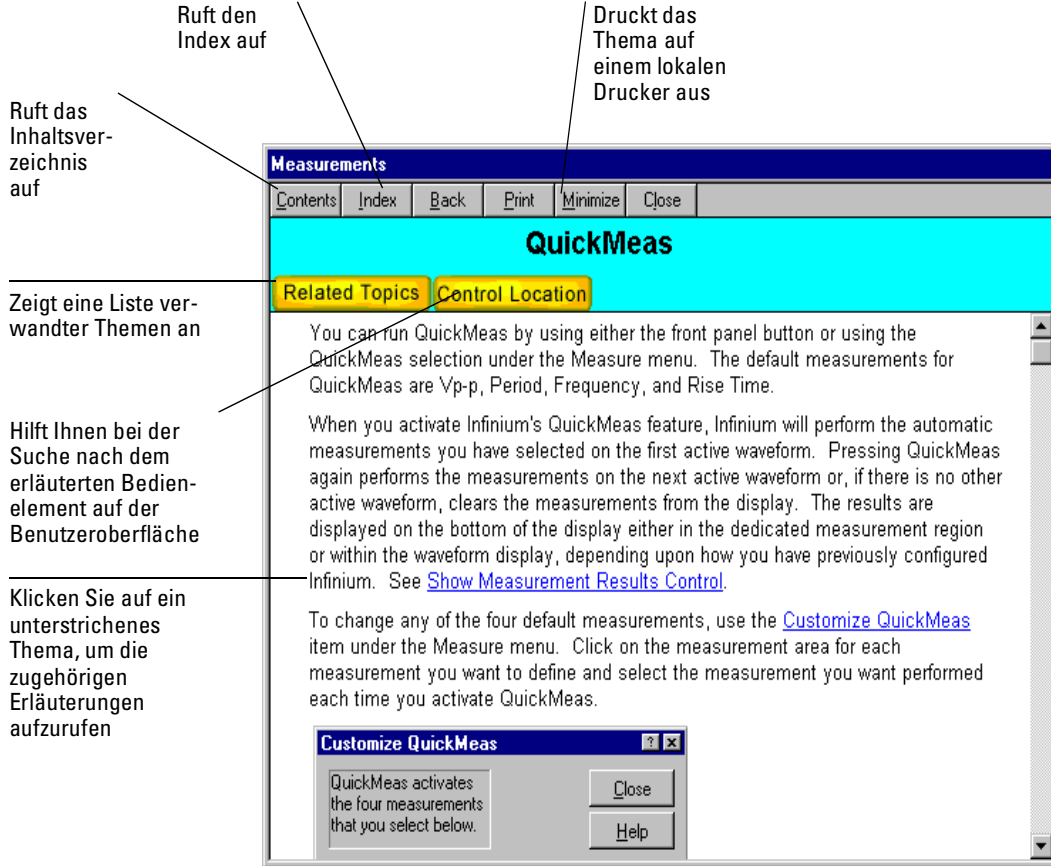 Ruft den
Index auf
Druckt das
Thema auf
einem lokalen
Drucker aus
Ruft das
Inhaltsver-
zeichnis
auf
Measurements
Contents Index Back Print Minimize Close
QuickMeas
Related Topics Control Location
Zeigt eine Liste ver-
wandter Themen an
You can run QuickMeas by using either the front panel button or using the
QuickMeas selection under the Measure menu. The default measurements for
QuickMeas are Vp-p, Period, Frequency, and Rise Time.
Hilft Ihnen bei der
Suche nach dem
erläuterten Bedien-
element auf der
Benutzeroberfläche
When you activate Infinium's QuickMeas feature, Infinium will perform the automatic
measurements you have selected on the first active waveform. Pressing QuickMeas
again performs the measurements on the next active waveform or, if there is no other
active waveform, clears the measurements from the display. The results are
displayed on the bottom of the display either in the dedicated measurement region
or within the waveform display, depending upon how you have previously configured
Infinium. See Show Measurement Results Control.
Klicken Sie auf ein
unterstrichenes
Thema, um die
zugehörigen
Erläuterungen
aufzurufen
To change any of the four default measurements, use the Customize QuickMeas
item under the Measure menu. Click on the measurement area for each
measurement you want to define and select the measurement you want performed
each time you activate QuickMeas.
Customize QuickMeas
QuickMeas activates
the four measurements
that you select below.
Close
Help